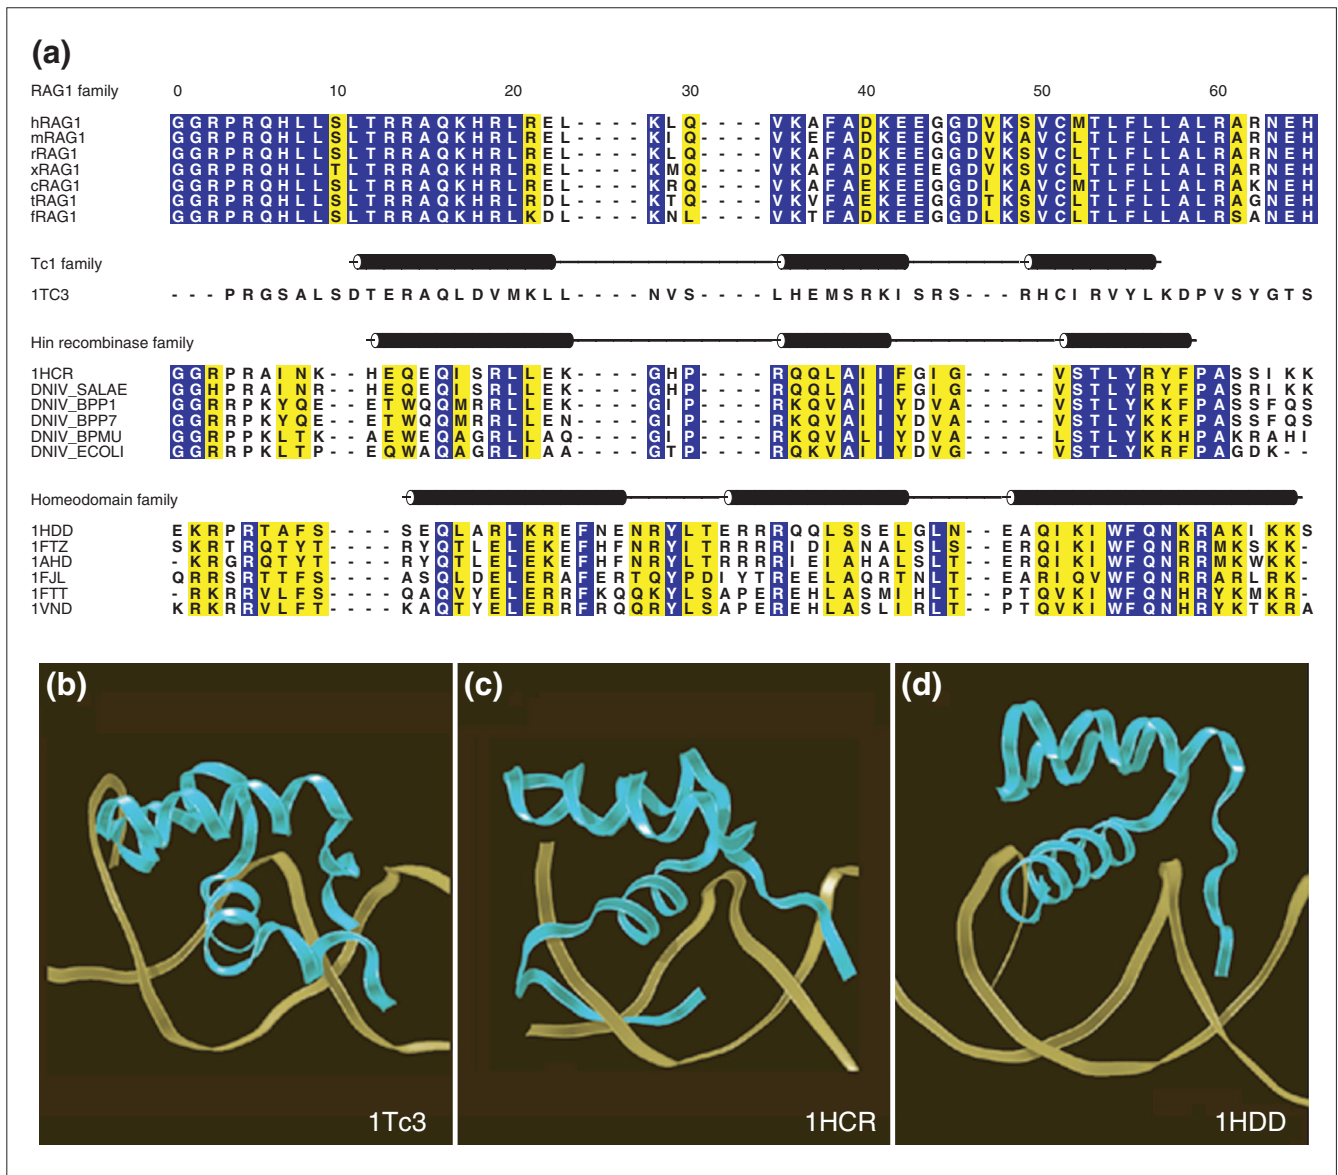 (a)
RAG1 family 0 10 20 30 40 50 60
hRAG1 GGRPRQHLLSLTRRAQKHRLREL----KLQ----VKAFADKEEGGDVKSVCMTLFLLALRARNEH
mRAG1 GGRPRQHLLSLTRRAQKHRLREL----KIQ----VKEFADKEEGGDVKAVCLTLFLLALRARNEH
rRAG1 GGRPRQHLLSLTRRAQKHRLREL----KLQ----VKAFADKEEGGDVKSVCLTLFLLALRARNEH
xRAG1 GGRPRQHLLTLTRRAQKHRLREL----KMQ----VKAFADKEEEGDVKSVCLTLFLLALRARNEH
cRAG1 GGRPRQHLLSLTRRAQKHRLREL----KRQ----VKAFAEKEEGGDIKAVCMTLFLLALRAKNEH
tRAG1 GGRPRQHLLSLTRRAQKHRLRDL----KTQ----VKVFAEKEEGGDVKSVCLTLFLLALRAGNEH
fRAG1 GGRPRQHLLSLTRRAQKHRLKDL----KNL----VKTFADKEEGGDLKSVCLTLFLLALRSANEH
Tc1 family
1TC3 ---PRGSALSDTERAQLDVMKLL----NVS----LHEMSRKISRS---RHCIRVYLKDPVSYGTS
Hin recombinase family
1HCR GGRPRAINK--HEQEQISRLLEK----GHP----RQQLAIIFGIG-----VSTLYRYFPASSIKK
DNIV_SALAE GGHPRAINR--HEQEQISRLLEK----GHP----RQQLAIIFGIG-----VSTLYRYFPASRIKK
DNIV_BPP1 GGRRPKYQE--ETWQQMRRLLEK----GIP----RKQVAIIYDVA-----VSTLYKKFPASSFQS
DNIV_BPP7 GGRRPKYQE--ETWQQMRRLLEN----GIP----RKQVAIIYDVA-----VSTLYKKFPASSFQS
DNIV_BPMU GGRPPKLTK--AEWEQAGRLLAQ----GIP----RKQVALIYDVA-----LSTLYKKHPAKRAHI
DNIV_ECOLI GGRRPKLTP--EQWAQAGRLIAA----GTP----RQKVAIIYDVG-----VSTLYKRFPAGDK--
Homeodomain family
1HDD EKRPRTAFS----SEQLARLKREFNENRYLTERRRQQLSSELGLN--EAQIKIWFQNKRAKIKKS
1FTZ SKRTRQTYT----RYQTLELEKEFHFNRYITRRRRIDIANALSLS--ERQIKIWFQNRRMKSKK-
1AHD -KRGRQTYT----RYQTLELEKEFHFNRYLTRRRRIEIAHALSLT--ERQIKIWFQNRRMKWKK-
1FJL QRRSRTTFS----ASQLDELERAFERTQYPDIYTREELAQRTNLT--EARIQVWFQNRRARLRK-
1FTT -RKRRVLFS----QAQVYELERRFKQQKYLSAPEREHLASMIHLT--PTQVKIWFQNHRYKMKR-
1VND KRKRRVLFT----KAQTYELERRFRQQRYLSAPEREHLASLIRLT--PTQVKIWFQNHRYKTKRA
(b)
(c)
(d)
1Tc3
1HCR
1HDD